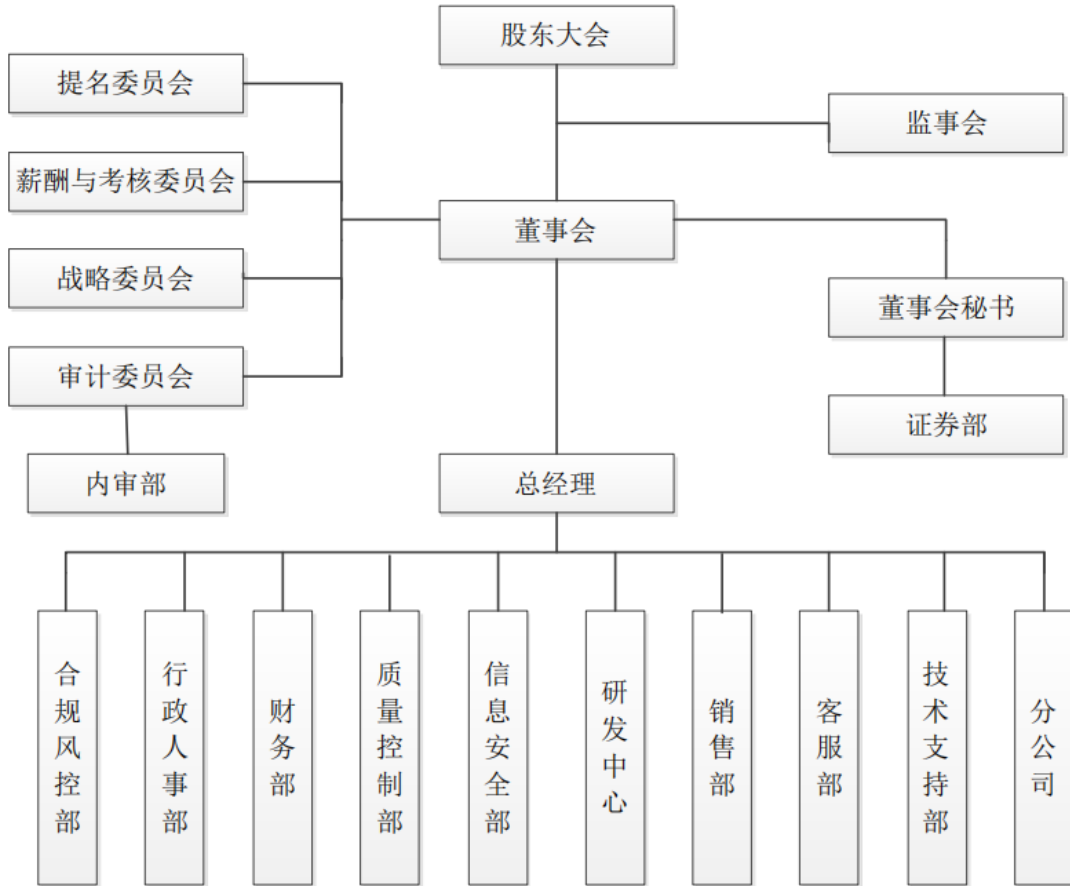 股东大会
提名委员会
监事会
薪酬与考核委员会
董事会
战略委员会
董事会秘书
审计委员会
证券部
内审部
总经理
合规风控部
行政人事部
财务部
质量控制部
信息安全部
研发中心
销售部
客服部
技术支持部
分公司